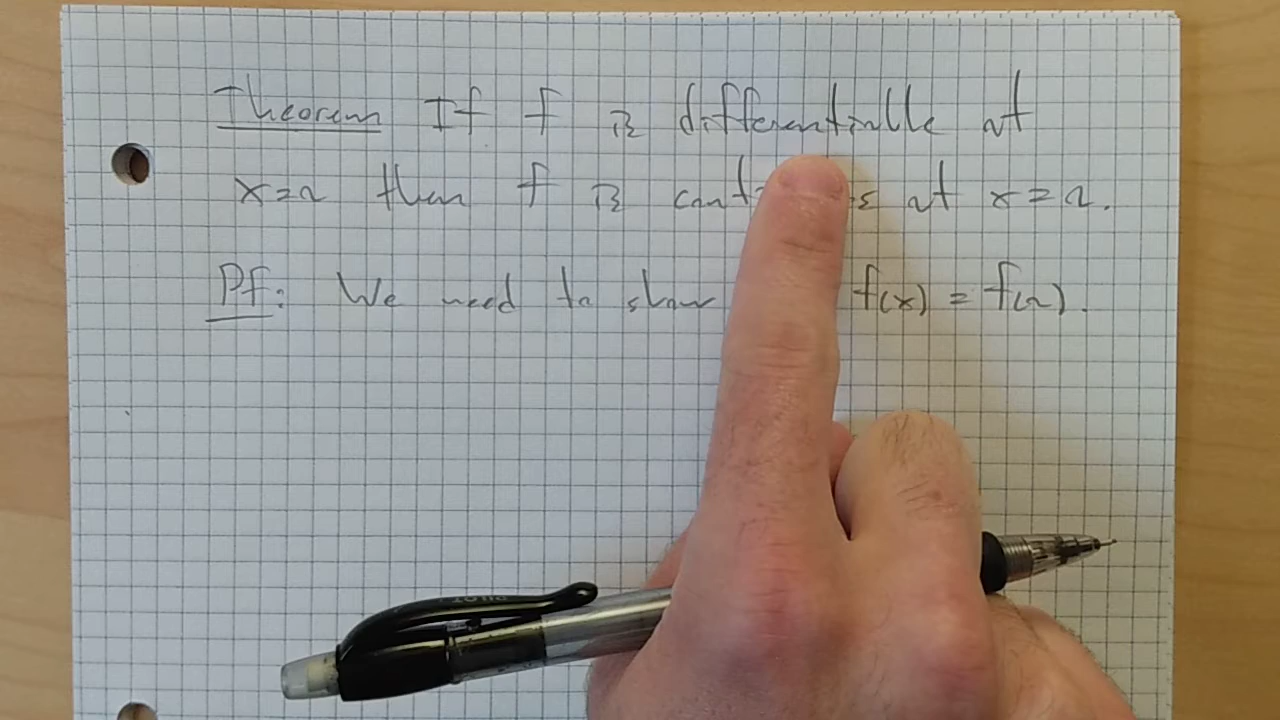 Theorem If f is differentiable at
x=a then f is at x=a.
Pf: We need to show f(x) = f(a).